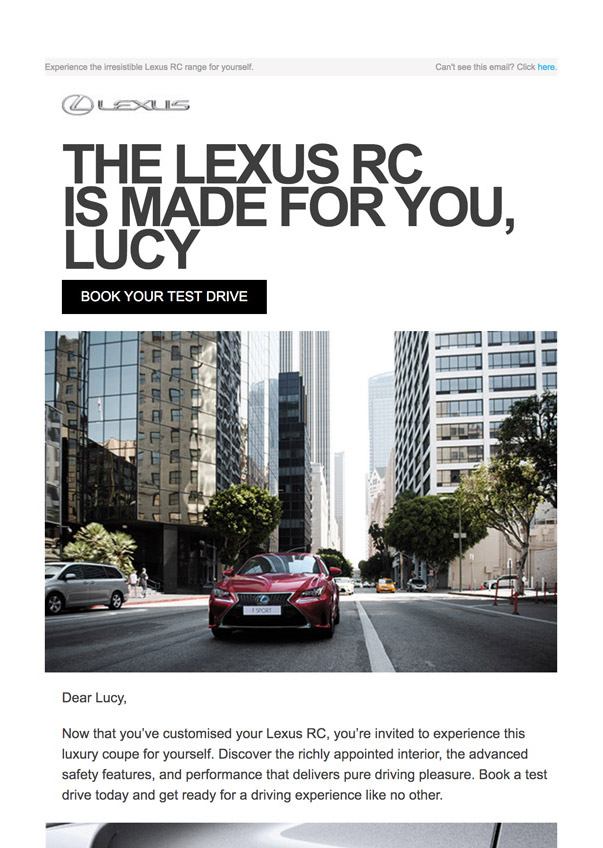 Experience the irresistible Lexus RC range for yourself.
Can't see this email? Click here.
LEXUS
THE LEXUS RC
IS MADE FOR YOU,
LUCY
BOOK YOUR TEST DRIVE
F SPORT
Dear Lucy,
Now that you’ve customised your Lexus RC, you’re invited to experience this
luxury coupe for yourself. Discover the richly appointed interior, the advanced
safety features, and performance that delivers pure driving pleasure. Book a test
drive today and get ready for a driving experience like no other.